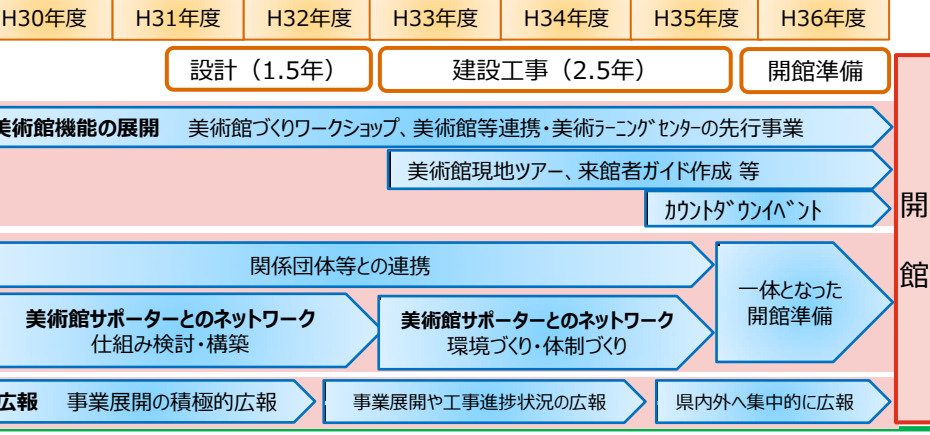 H30年度 H31年度 H32年度 H33年度 H34年度 H35年度 H36年度
設計（1.5年） 建設工事（2.5年） 開館準備
美術館機能の展開 美術館づくりワークショップ、美術館等連携・美術ﾗｰﾆﾝｸﾞセンターの先行事業
美術館現地ツアー、来館者ガイド作成 等
ｶｳﾝﾄﾀﾞｳﾝｲﾍﾞﾝﾄ
開
館
関係団体等との連携
美術館サポーターとのネットワーク
仕組み検討・構築
美術館サポーターとのネットワーク
環境づくり・体制づくり
一体となった
開館準備
広報 事業展開の積極的広報 事業展開や工事進捗状況の広報 県内外へ集中的に広報